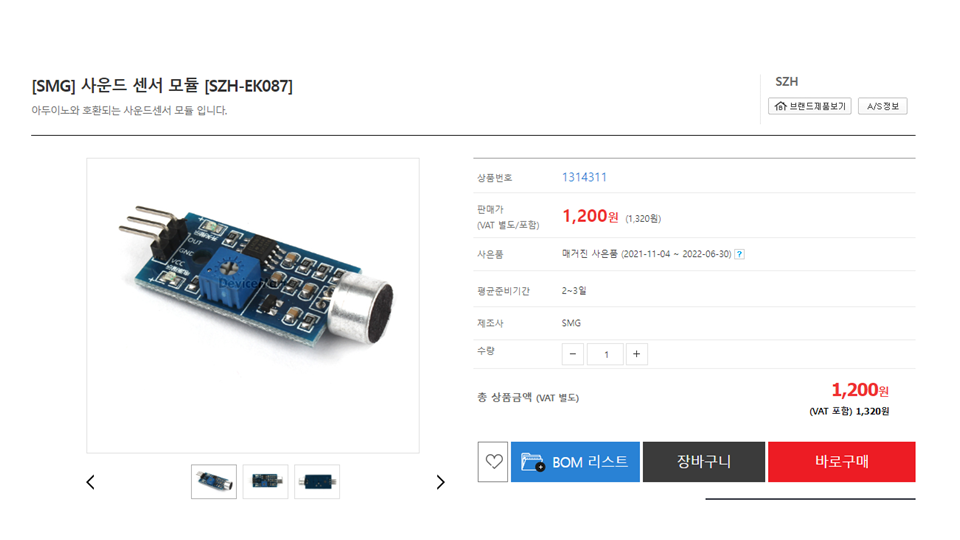 [SMG] 사운드 센서 모듈 [SZH-EK087]
아두이노와 호환되는 사운드센서 모듈 입니다.
SZH
브랜드제품보기 A/S정보
OUT
GND
VCC
상품번호 1314311
판매가 (VAT 별도/포함) 1,200원 (1,320원)
사은품 매거진 사은품 (2021-11-04 ~ 2022-06-30) ?
평균준비기간 2~3일
제조사 SMG
수량 − 1 +
총 상품금액 (VAT 별도) 1,200원
(VAT 포함) 1,320원
BOM 리스트 장바구니 바로구매